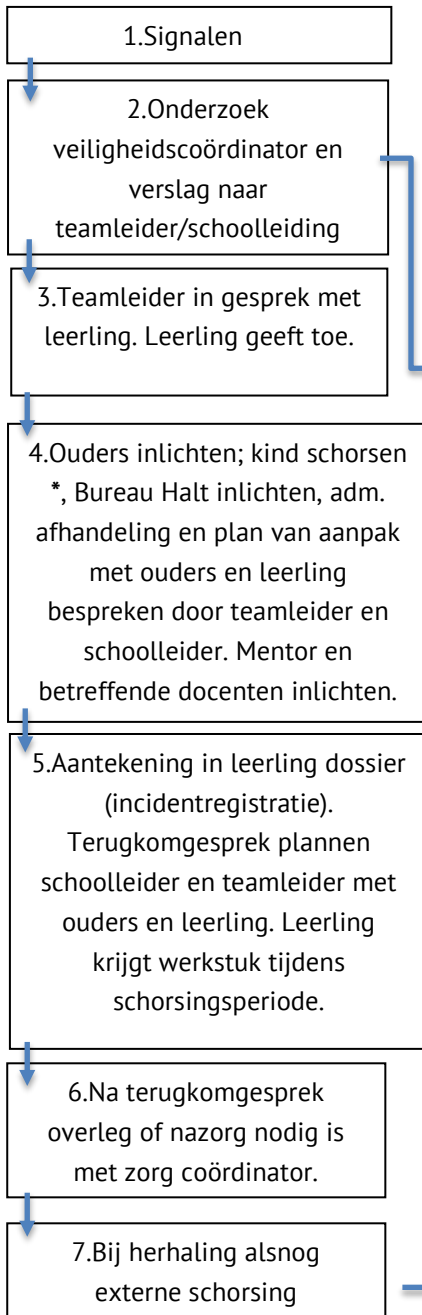 1.Signalen
2.Onderzoek
veiligheidscoördinator en
verslag naar
teamleider/schoolleiding
3.Teamleider in gesprek met
leerling. Leerling geeft toe.
4.Ouders inlichten; kind schorsen
*, Bureau Halt inlichten, adm.
afhandeling en plan van aanpak
met ouders en leerling
bespreken door teamleider en
schoolleider. Mentor en
betreffende docenten inlichten.
5.Aantekening in leerling dossier
(incidentregistratie).
Terugkomgesprek plannen
schoolleider en teamleider met
ouders en leerling. Leerling
krijgt werkstuk tijdens
schorsingsperiode.
6.Na terugkomgesprek
overleg of nazorg nodig is
met zorg coördinator.
7.Bij herhaling alsnog
externe schorsing